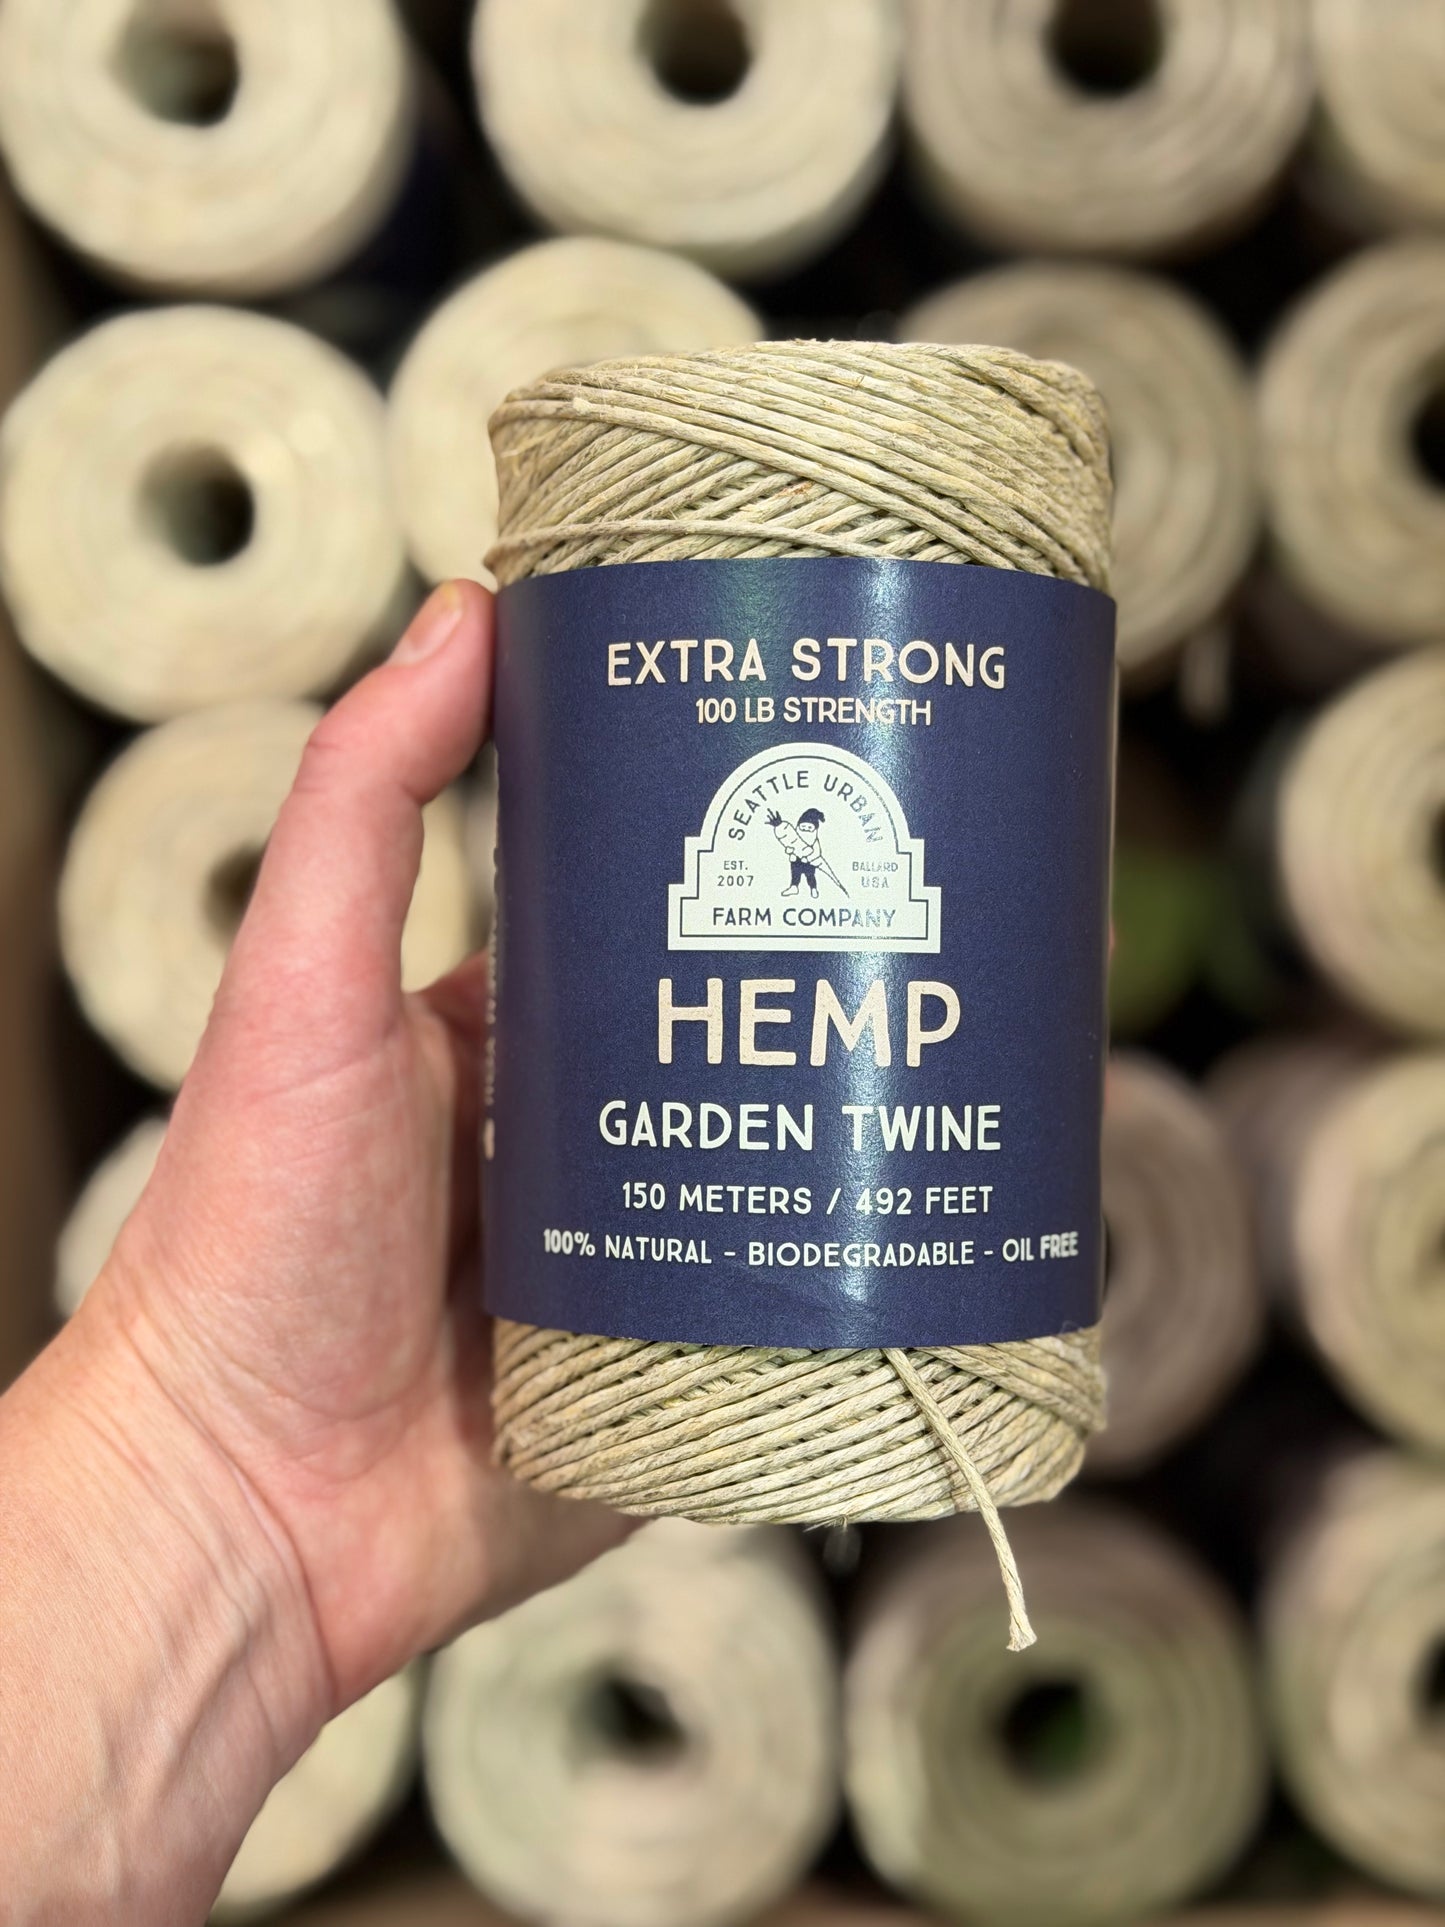 EXTRA STRONG
100 LB STRENGTH
SEATTLE URBAN
EST.
2007
BALLARD
USA
FARM COMPANY
HEMP
GARDEN TWINE
150 METERS / 492 FEET
100% NATURAL - BIODEGRADABLE - OIL FREE